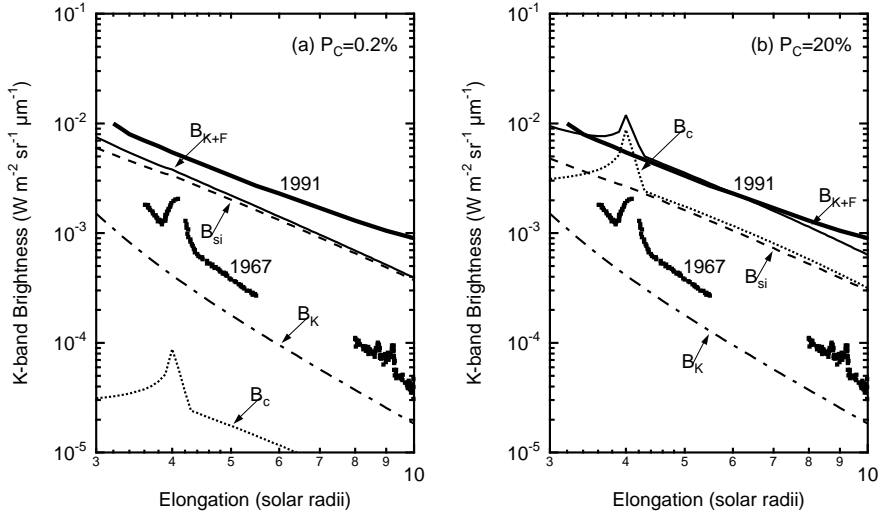 (a) P_C=0.2%
K-band Brightness (W m⁻² sr⁻¹ µm⁻¹)
10⁻¹
10⁻²
10⁻³
10⁻⁴
10⁻⁵
B_K+F
1991
B_si
1967
B_K
B_c
3 4 5 6 7 8 9 10
Elongation (solar radii)
(b) P_C=20%
K-band Brightness (W m⁻² sr⁻¹ µm⁻¹)
10⁻¹
10⁻²
10⁻³
10⁻⁴
10⁻⁵
B_c
1991
B_K+F
1967
B_si
B_K
3 4 5 6 7 8 9 10
Elongation (solar radii)